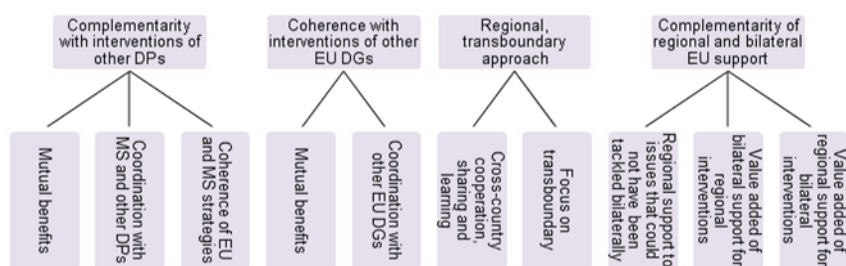 Complementarity
with interventions of
other DPs
Coherence with
interventions of other
EU DGs
Regional,
transboundary
approach
Complementarity of
regional and bilateral
EU support
Mutual benefits
Coordination with
MS and other DPs
Coherence of EU
and MS strategies
Mutual benefits
Coordination with
other EU DGs
Cross-country
cooperation,
sharing and
learning
Focus on
transboundary
Regional support to
issues that could
not have been
tackled bilaterally
Value added of
bilateral support for
regional
interventions
Value added of
regional support for
bilateral
interventions